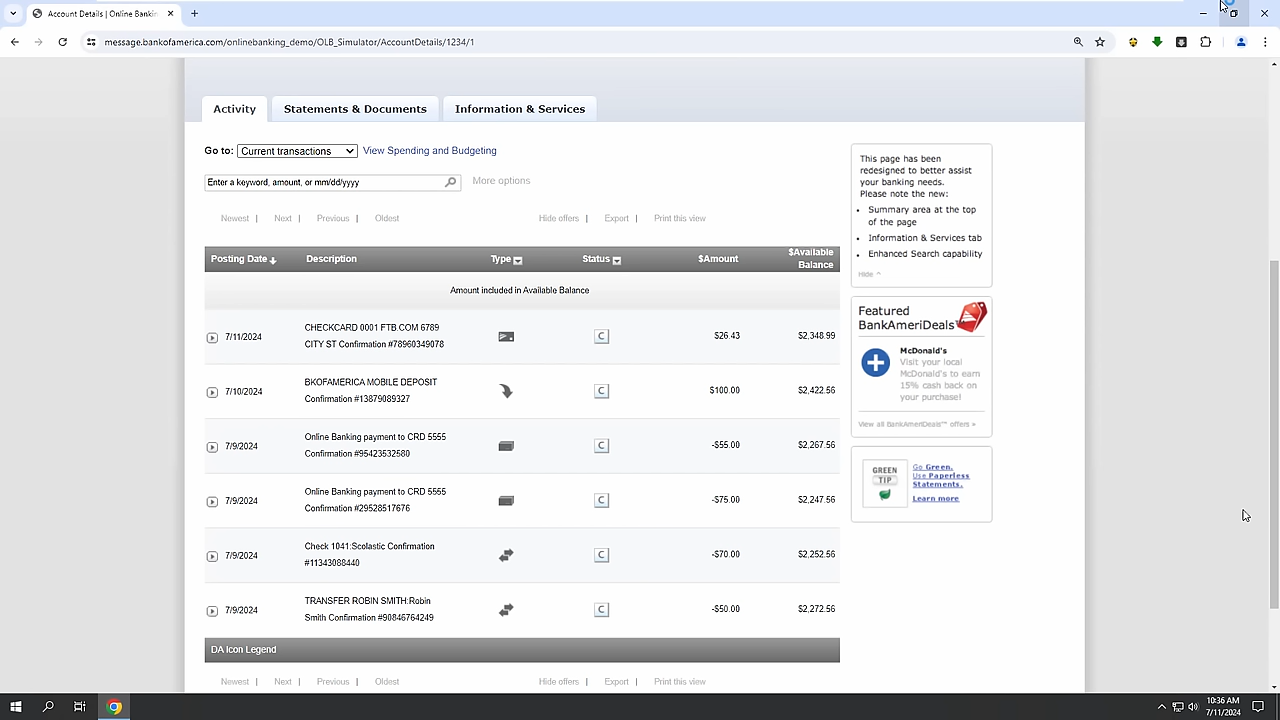 Account Details | Online Bankin
message.bankofamerica.com/onlinebanking_demo/OLB_Simulator/AccountDetails/1234/1
Activity
Statements & Documents
Information & Services
Go to: Current transactions View Spending and Budgeting
Enter a keyword, amount, or mm/dd/yyyy More options
Newest | Next | Previous | Oldest Hide offers | Export | Print this view
Posting Date Description Type Status $Amount $Available
Balance
Amount included in Available Balance
7/11/2024 CHECKCARD 0001 FTB.COM 6789
CITY ST Confirmation #78960349078 C $26.43 $2,348.99
7/10/2024 BKOFAMERICA MOBILE DEPOSIT
Confirmation #13879089327 C $100.00 $2,422.56
7/9/2024 Online Banking payment to CRD 5555
Confirmation #95423532580 C -$55.00 $2,267.56
7/9/2024 Online Banking payment to CRD 5555
Confirmation #29528517676 C -$75.00 $2,247.56
7/9/2024 Check 1041:Scolastic Confirmation
#11343088440 C -$70.00 $2,252.56
7/9/2024 TRANSFER ROBIN SMITH:Robin
Smith Confirmation #90846764249 C -$50.00 $2,272.56
DA Icon Legend
Newest | Next | Previous | Oldest Hide offers | Export | Print this view
This page has been
redesigned to better assist
your banking needs.
Please note the new:
• Summary area at the top
of the page
• Information & Services tab
• Enhanced Search capability
Hide ^
Featured
BankAmeriDeals™
McDonald's
Visit your local
McDonald's to earn
15% cash back on
your purchase!
View all BankAmeriDeals™ offers »
GREEN
TIP
Go Green.
Use Paperless
Statements.
Learn more
10:36 AM
7/11/2024